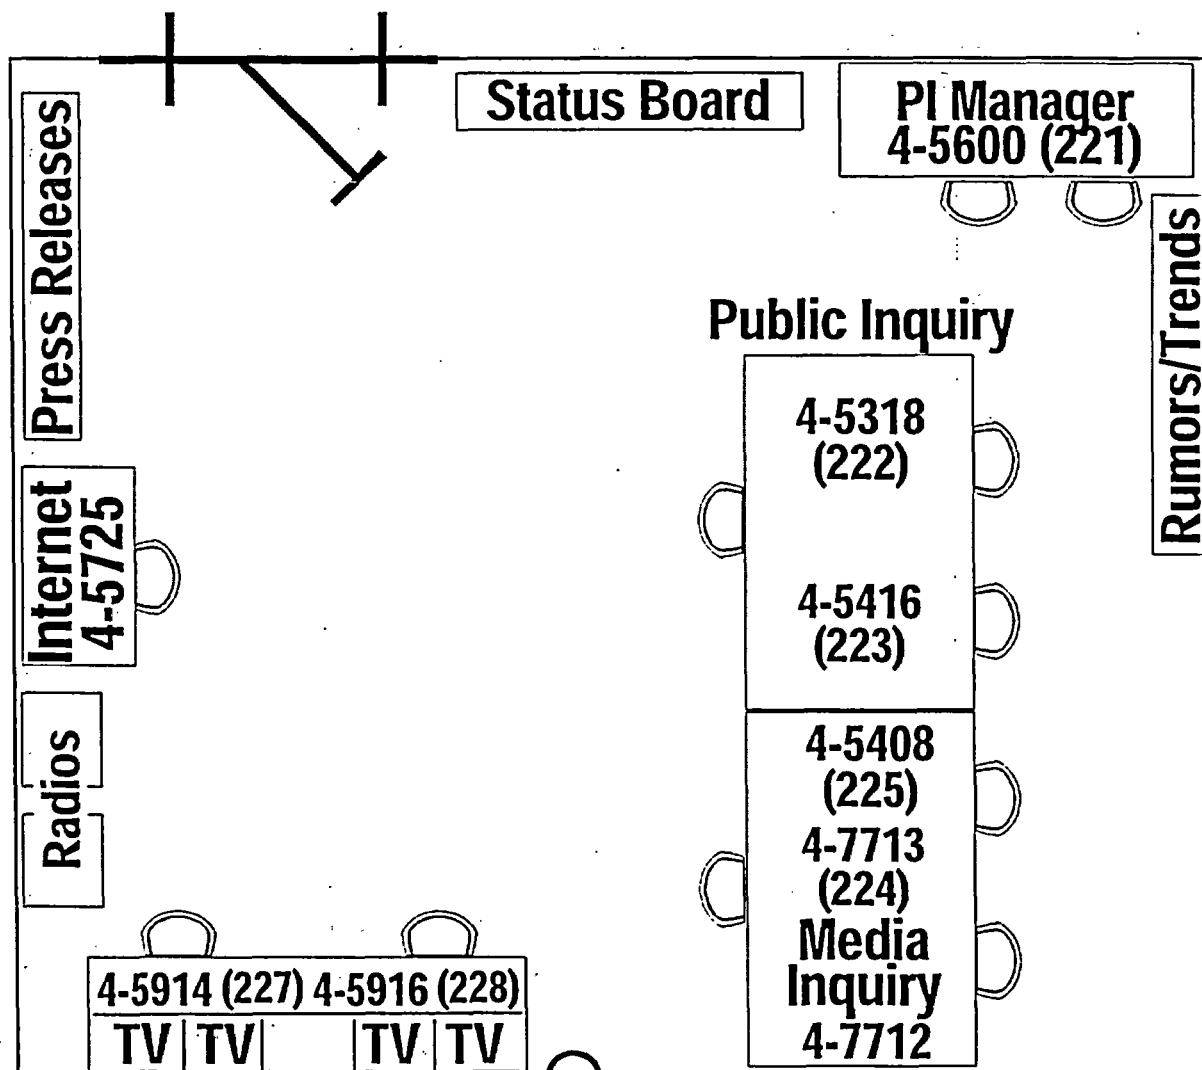 Status Board
PI Manager
4-5600 (221)
Press Releases
Rumors/Trends
Public Inquiry
4-5318
(222)
Internet
4-5725
4-5416
(223)
Radios
4-5408
(225)
4-7713
(224)
Media
Inquiry
4-7712
4-5914 (227) 4-5916 (228)
TV TV TV TV